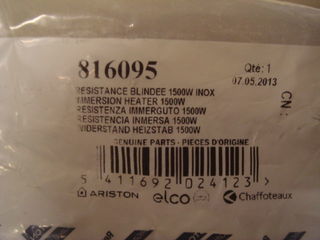 816095
Qté: 1
07.05.2013
CN:
RESISTANCE BLINDEE 1500W INOX
IMMERSION HEATER 1500W
RESISTENZA IMMERGUTO 1500W
RESISTENCIA INMERSA 1500W
WIDERSTAND HEIZSTAB 1500W
GENUINE PARTS - PIECES D'ORIGINE
5 411692 024123 >
ARISTON elco Chaffoteaux